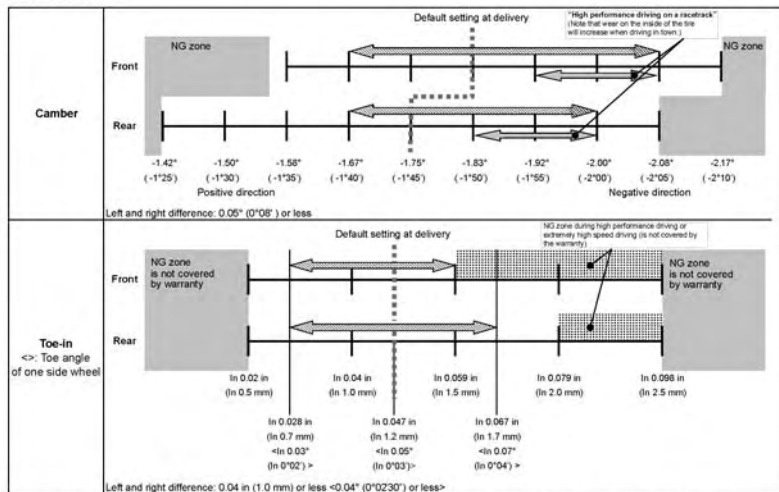 Default setting at delivery
"High performance driving on a racetrack"
(Note that wear on the inside of the tire
will increase when driving in town.)
NG zone
NG zone
Front
Camber
Rear
-1.42° -1.50° -1.58° -1.67° -1.75° -1.83° -1.92° -2.00° -2.08° -2.17°
(-1°25') (-1°30') (-1°35') (-1°40') (-1°45') (-1°50') (-1°55') (-2°00') (-2°05') (-2°10')
Positive direction Negative direction
Left and right difference: 0.05° (0°08' ) or less
Default setting at delivery
NG zone during high performance driving or
extremely high speed driving (is not covered by
the warranty)
NG zone
is not covered
by warranty
Front
NG zone
is not covered
by warranty
Toe-in
<>: Toe angle
of one side wheel
Rear
In 0.02 in In 0.04 in In 0.059 in In 0.079 in In 0.098 in
(In 0.5 mm) (In 1.0 mm) (In 1.5 mm) (In 2.0 mm) (In 2.5 mm)
In 0.028 in In 0.047 in In 0.067 in
(In 0.7 mm) (In 1.2 mm) (In 1.7 mm)
<In 0.03° <In 0.05° <In 0.07°
(In 0°02') > (In 0°03')> (In 0°04') >
Left and right difference: 0.04 in (1.0 mm) or less <0.04° (0°02'30") or less>